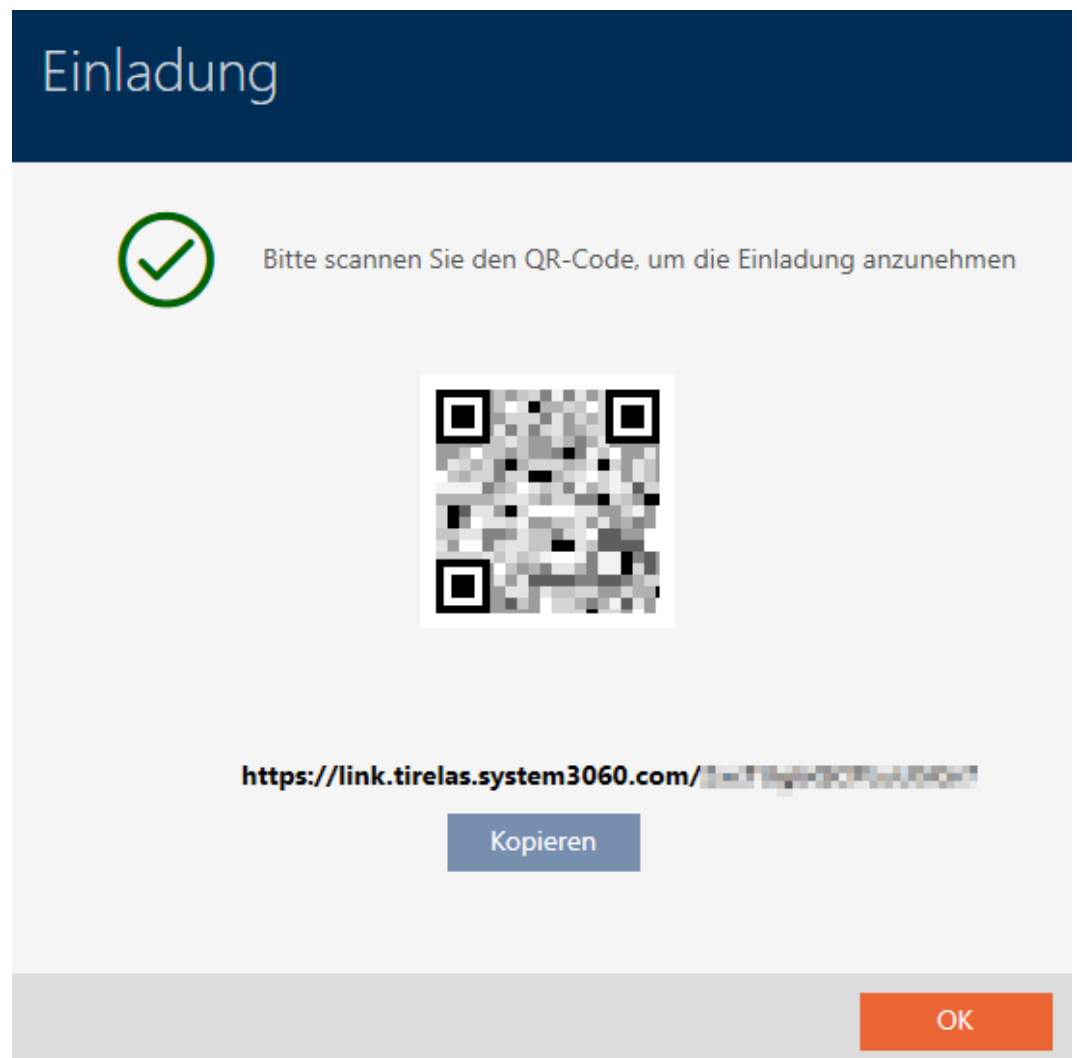 Einladung
Bitte scannen Sie den QR-Code, um die Einladung anzunehmen
https://link.tirelas.system3060.com/
Kopieren
OK